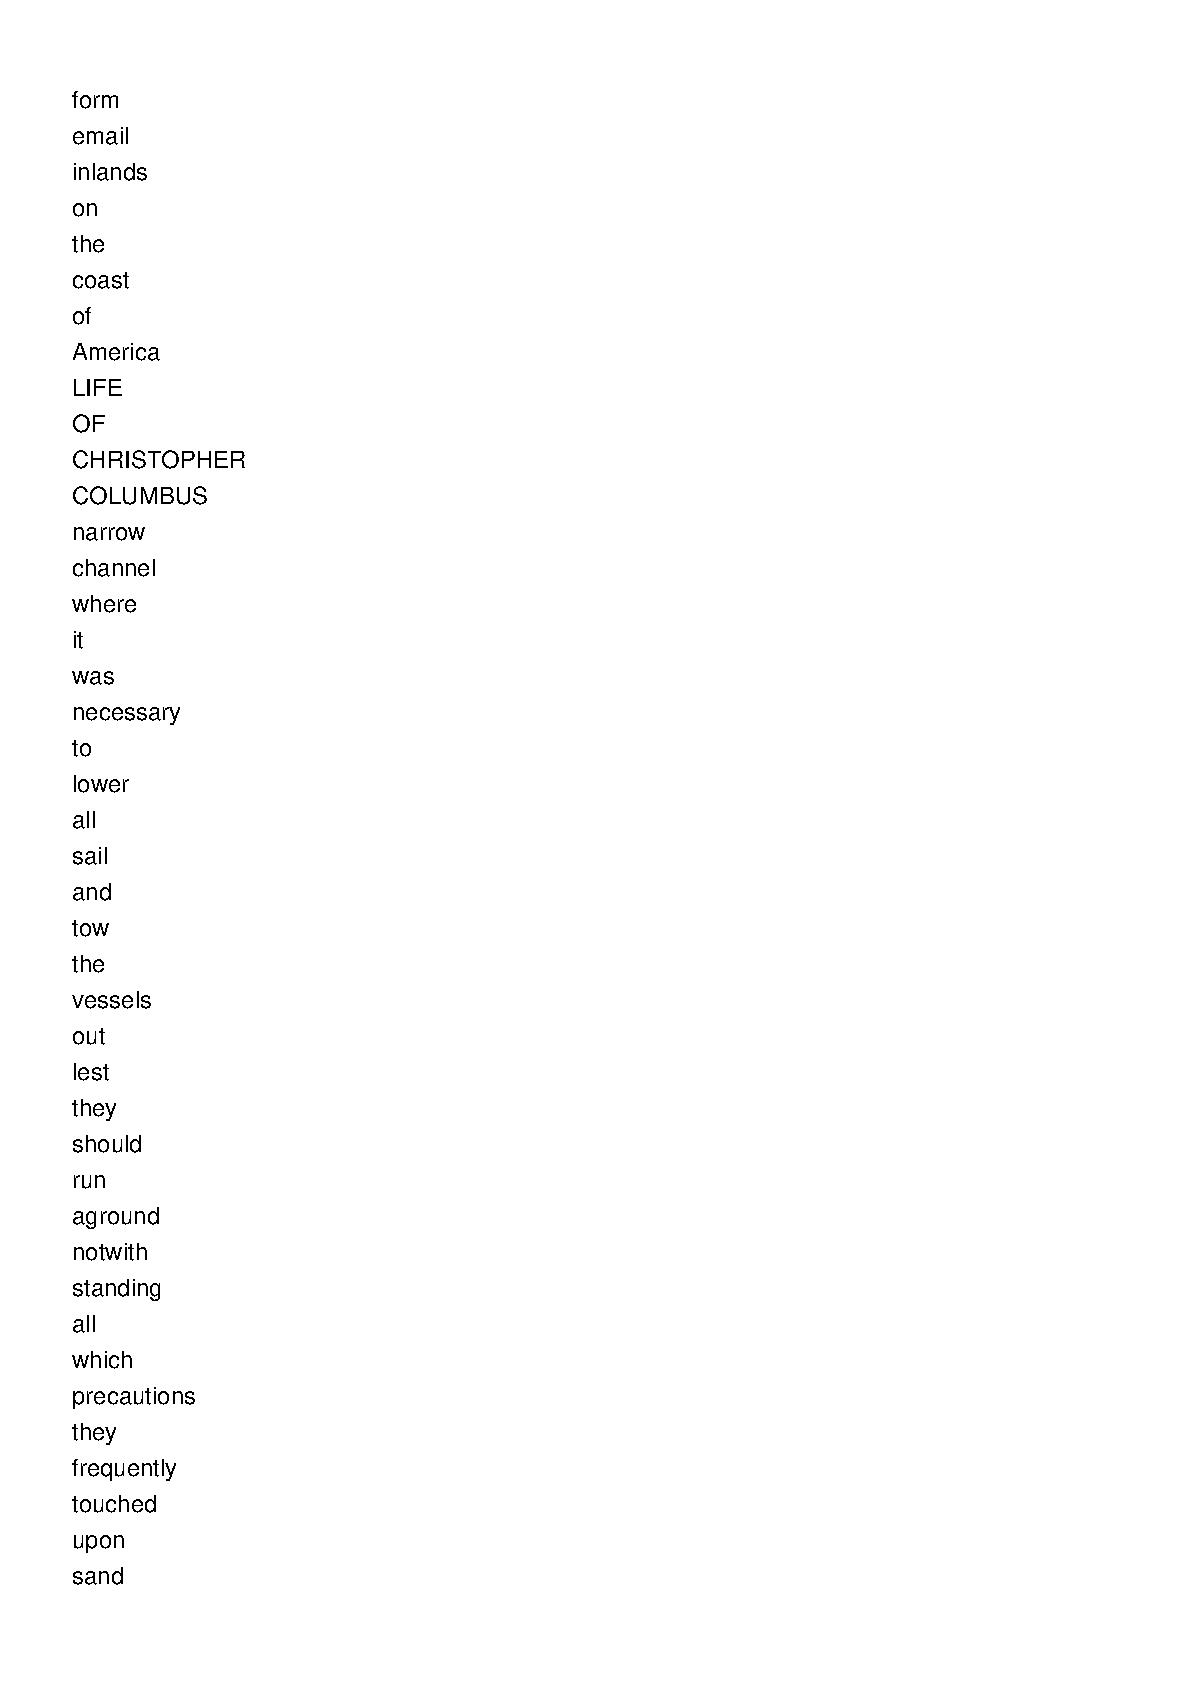 form
email
inlands
on
the
coast
of
America
LIFE
OF
CHRISTOPHER
COLUMBUS
narrow
channel
where
it
was
necessary
to
lower
all
sail
and
tow
the
vessels
out
lest
they
should
run
aground
notwith
standing
all
which
precautions
they
frequently
touched
upon
sand